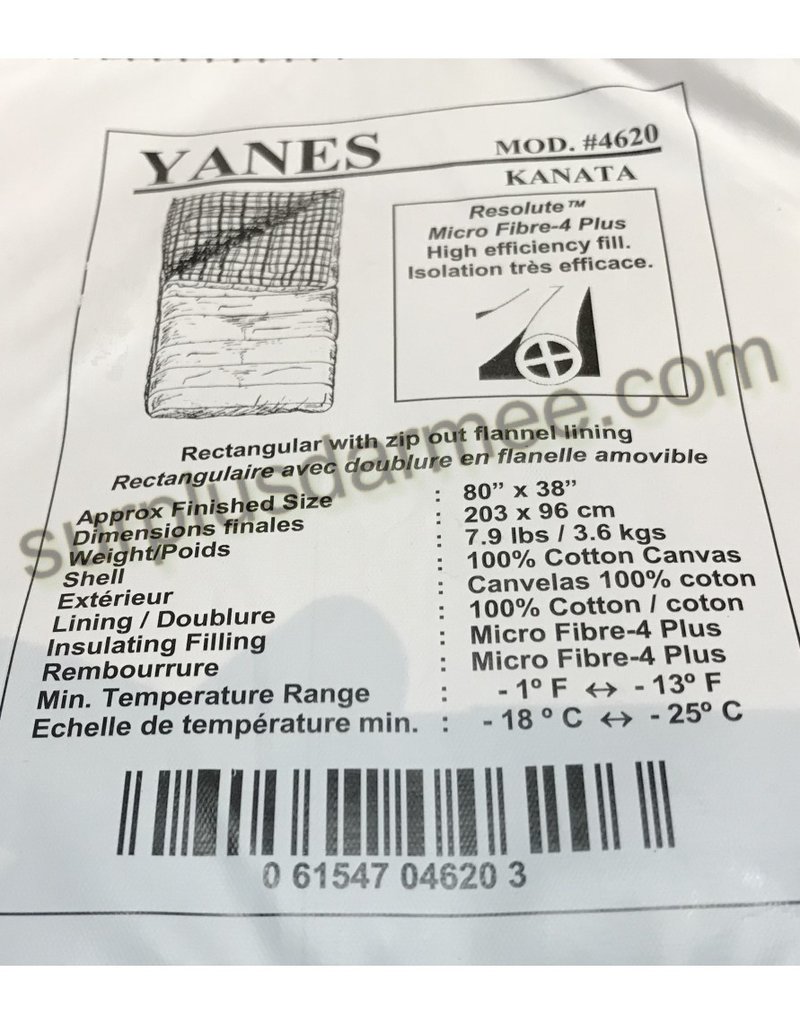 YANES
MOD. #4620
KANATA
Resolute™
Micro Fibre-4 Plus
High efficiency fill.
Isolation très efficace.
Rectangular with zip out flannel lining
Rectangulaire avec doublure en flanelle amovible
Approx Finished Size : 80” x 38”
Dimensions finales : 203 x 96 cm
Weight/Poids : 7.9 lbs / 3.6 kgs
Shell : 100% Cotton Canvas
Extérieur : Canvelas 100% coton
Lining / Doublure : 100% Cotton / coton
Insulating Filling : Micro Fibre-4 Plus
Rembourrure : Micro Fibre-4 Plus
Min. Temperature Range : - 1º F ↔ - 13º F
Echelle de température min. : - 18 º C ↔ - 25º C
0 61547 04620 3
surplusdarmee.com